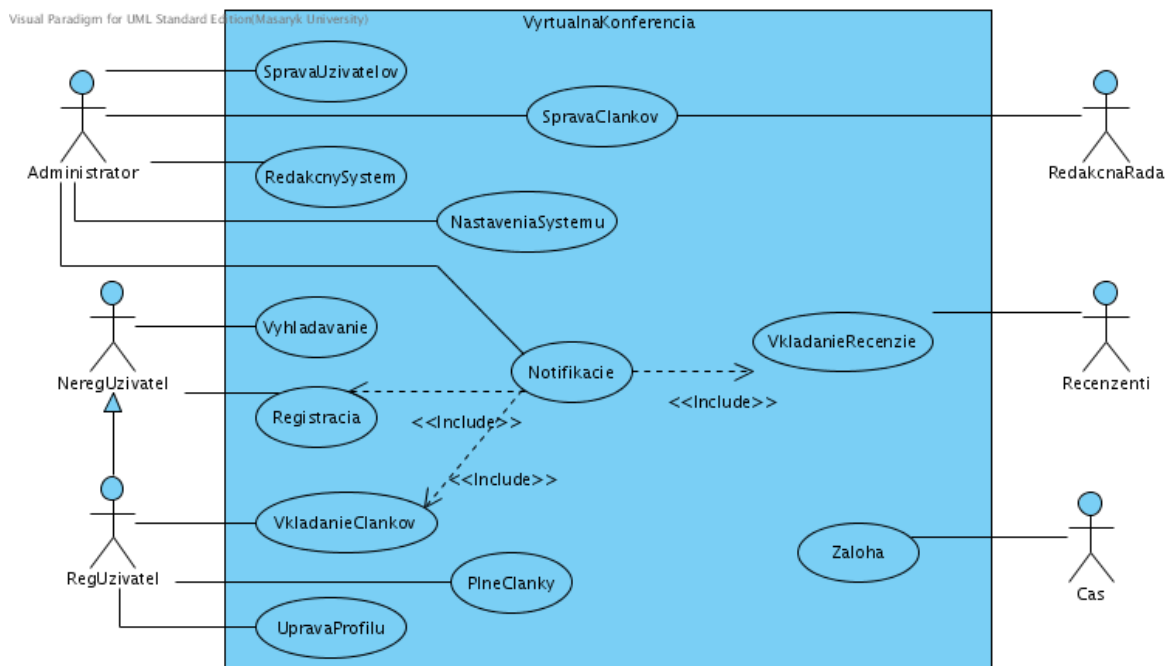 Visual Paradigm for UML Standard Edition(Masaryk University)
VyrtualnaKonferencia
SpravaUzivatelov
SpravaClankov
Administrator
RedakcnaRada
RedakcnySystem
NastaveniaSystemu
Vyhladavanie
VkladanieRecenzie
Notifikacie
NeregUzivatel
Recenzenti
<<Include>>
Registracia
<<Include>>
<<Include>>
VkladanieClankov
Zaloha
RegUzivatel
PlneClanky
Cas
UpravaProfilu